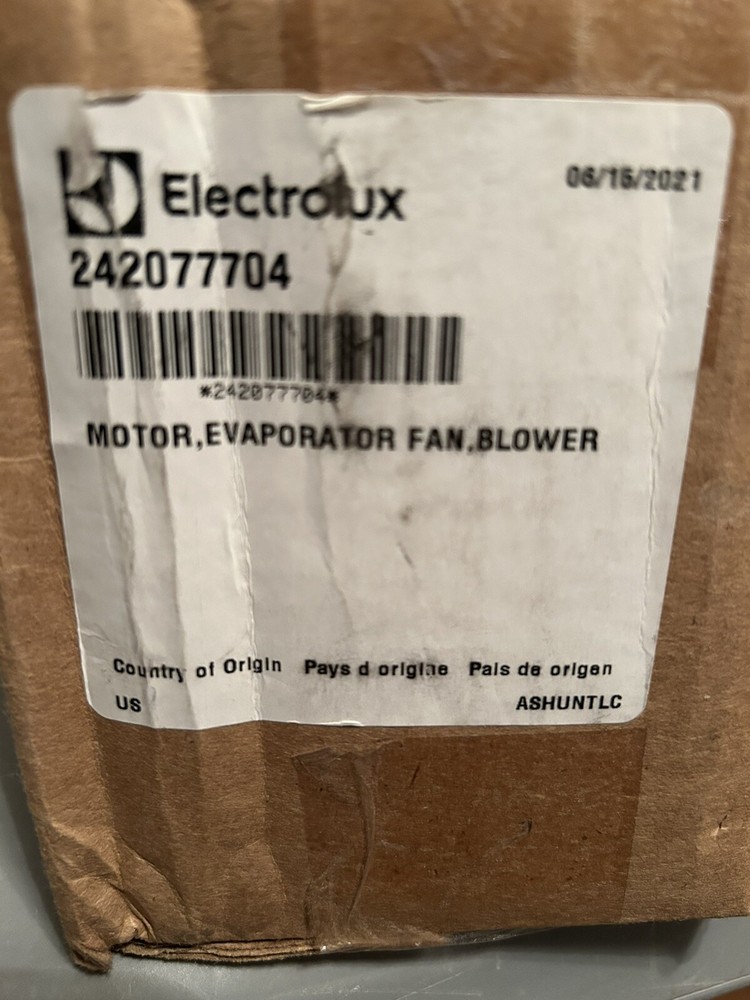 Electrolux
06/15/2021
242077704
*242077704*
MOTOR,EVAPORATOR FAN,BLOWER
Country of Origin Pays d origine Pais de origen
US
ASHUNTLC